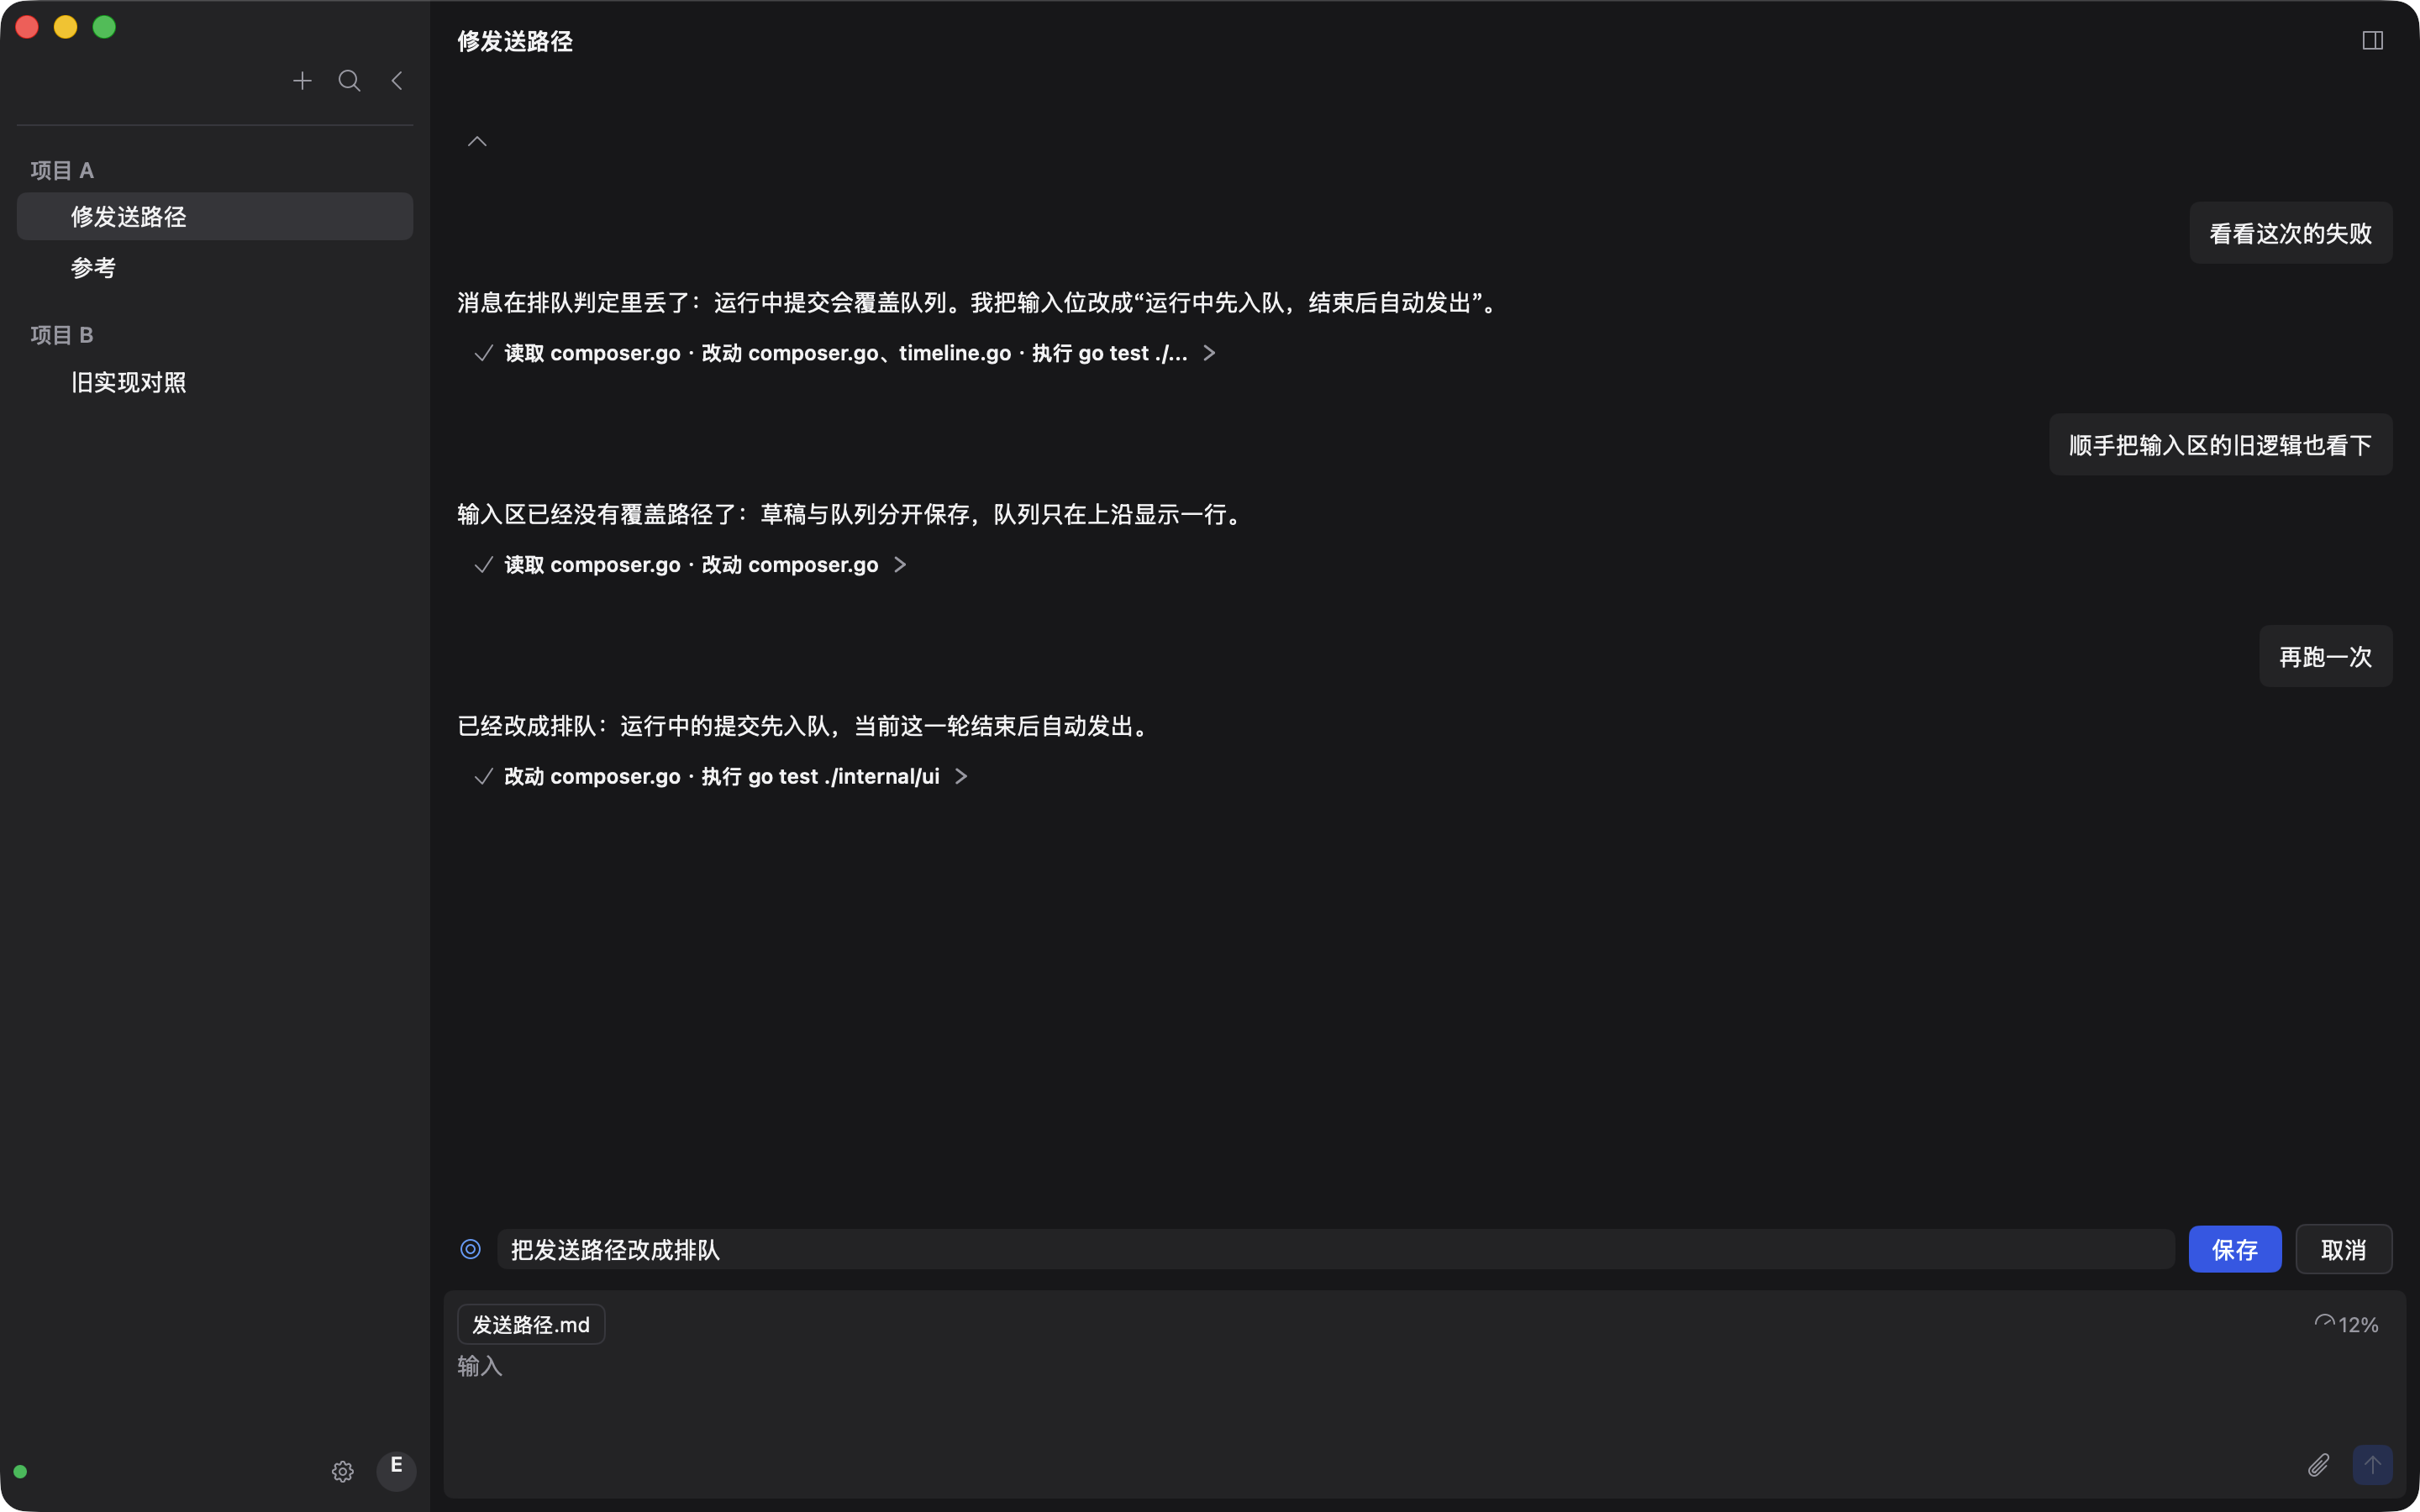 修发送路径
项目 A
修发送路径
参考
项目 B
旧实现对照
看看这次的失败
消息在排队判定里丢了：运行中提交会覆盖队列。我把输入位改成“运行中先入队，结束后自动发出”。
读取 composer.go · 改动 composer.go、timeline.go · 执行 go test ./...
顺手把输入区的旧逻辑也看下
输入区已经没有覆盖路径了：草稿与队列分开保存，队列只在上沿显示一行。
读取 composer.go · 改动 composer.go
再跑一次
已经改成排队：运行中的提交先入队，当前这一轮结束后自动发出。
改动 composer.go · 执行 go test ./internal/ui
把发送路径改成排队
保存
取消
发送路径.md
12%
输入
E